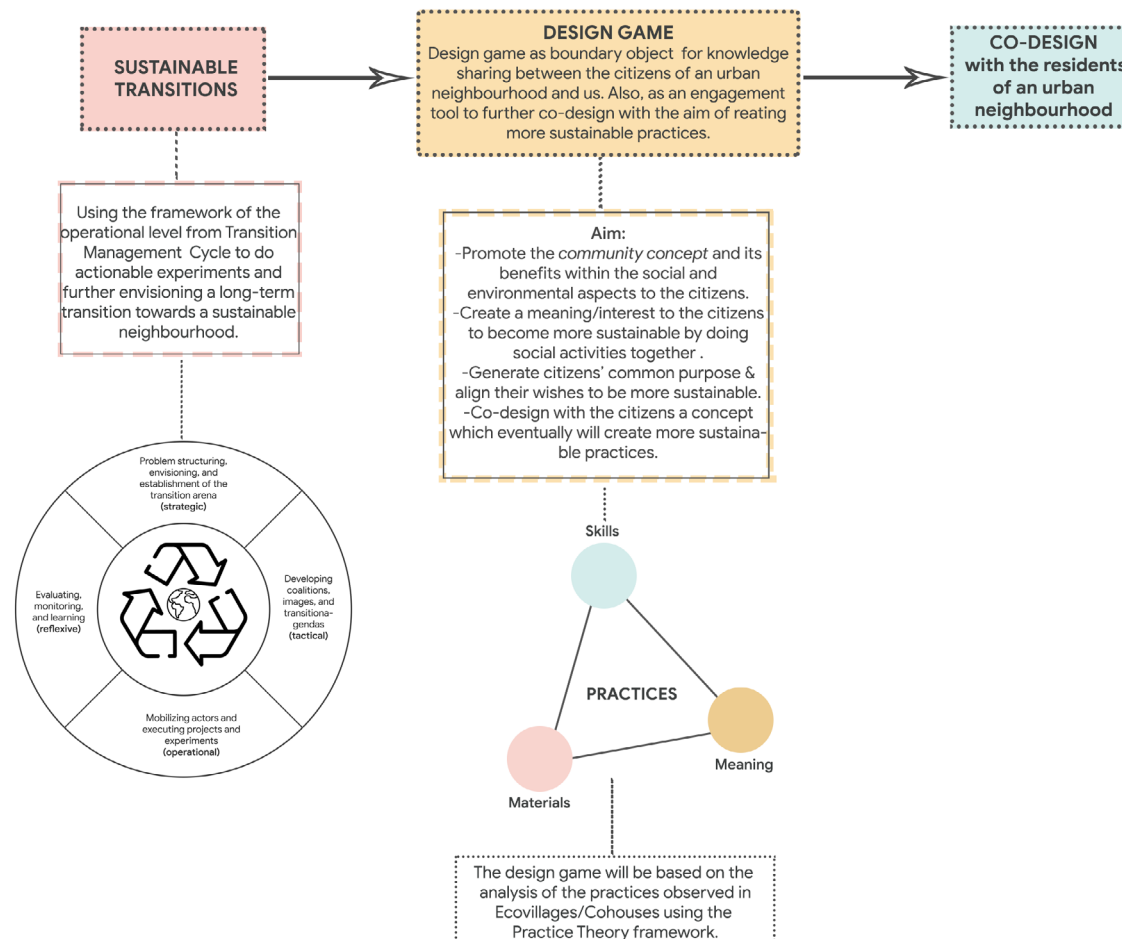 SUSTAINABLE
TRANSITIONS
DESIGN GAME
Design game as boundary object for knowledge
sharing between the citizens of an urban
neighbourhood and us. Also, as an engagement
tool to further co-design with the aim of reating
more sustainable practices.
CO-DESIGN
with the residents
of an urban
neighbourhood
Using the framework of the
operational level from Transition
Management Cycle to do
actionable experiments and
further envisioning a long-term
transition towards a sustainable
neighbourhood.
Aim:
-Promote the community concept and its
benefits within the social and
environmental aspects to the citizens.
-Create a meaning/interest to the citizens
to become more sustainable by doing
social activities together .
-Generate citizens' common purpose &
align their wishes to be more sustainable.
-Co-design with the citizens a concept
which eventually will create more sustaina-
ble practices.
Problem structuring,
envisioning, and
establishment of the
transition arena
(strategic)
Evaluating,
monitoring,
and learning
(reflexive)
Developing
coalitions,
images, and
transitiona-
gendas
(tactical)
Mobilizing actors and
executing projects and
experiments
(operational)
Skills
PRACTICES
Meaning
Materials
The design game will be based on the
analysis of the practices observed in
Ecovillages/Cohouses using the
Practice Theory framework.